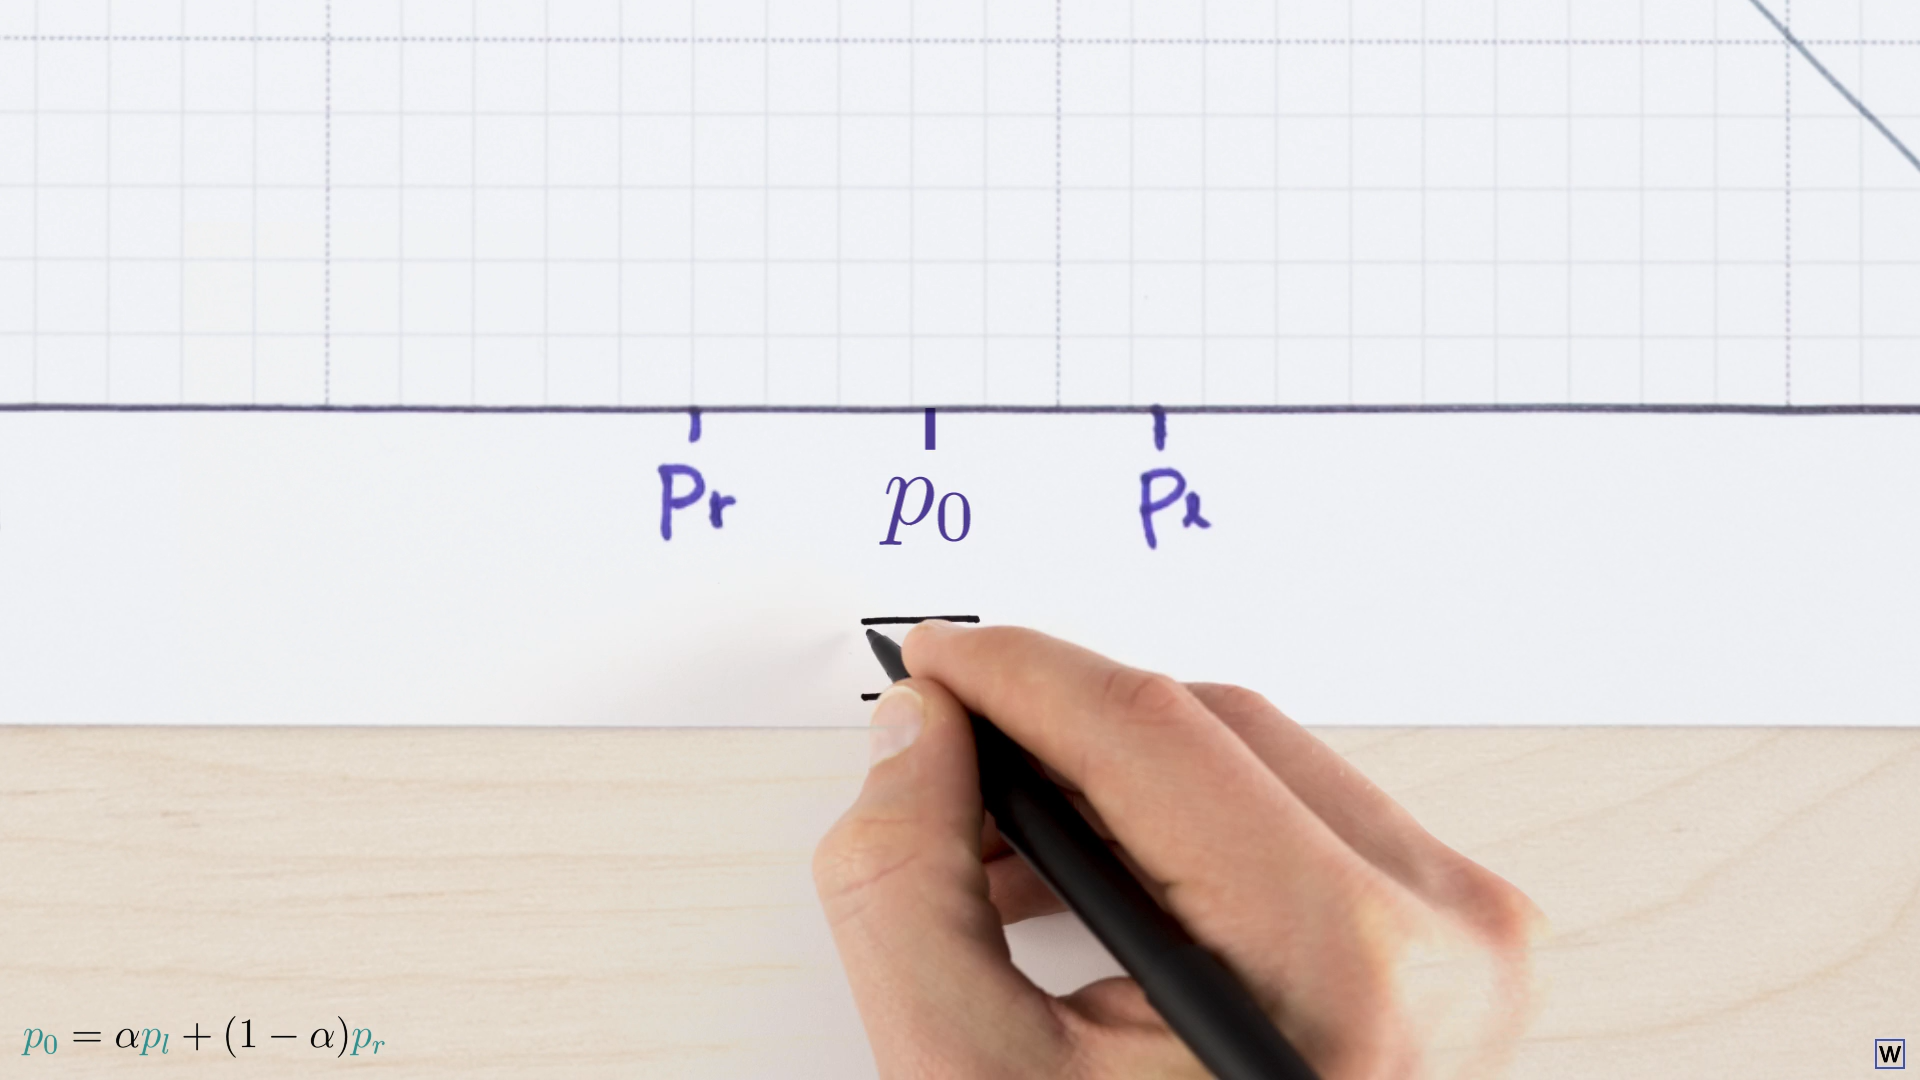 pr p0 pl
p0 = αpl + (1 − α)pr
W